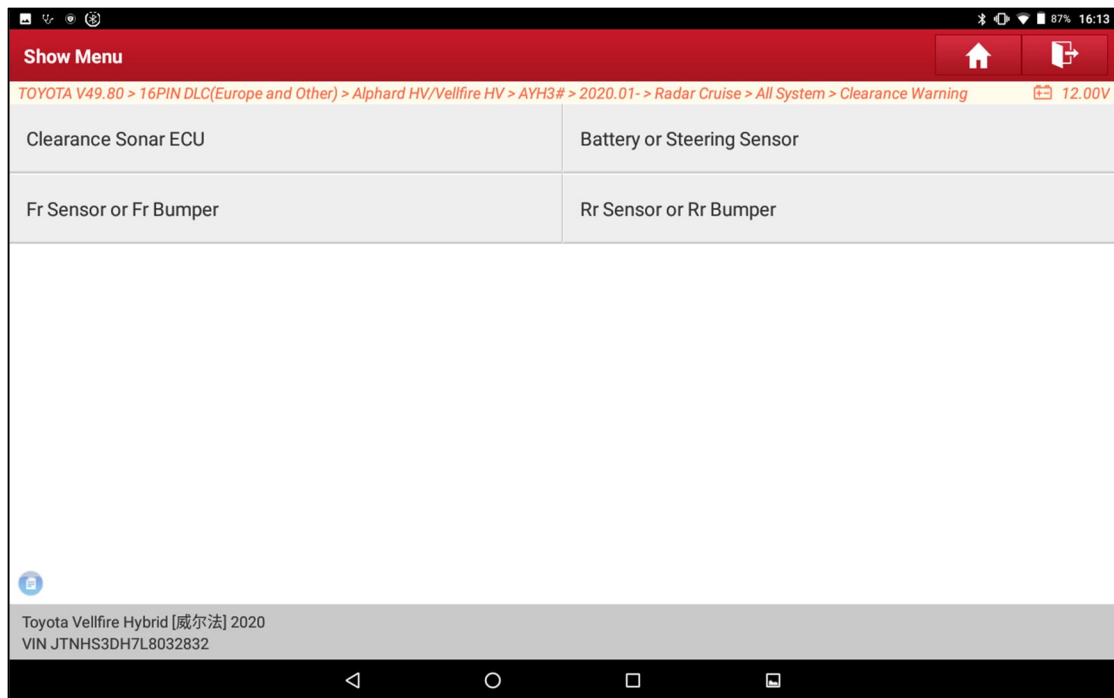 87% 16:13
Show Menu
TOYOTA V49.80 > 16PIN DLC(Europe and Other) > Alphard HV/Vellfire HV > AYH3# > 2020.01- > Radar Cruise > All System > Clearance Warning 12.00V
Clearance Sonar ECU
Battery or Steering Sensor
Fr Sensor or Fr Bumper
Rr Sensor or Rr Bumper
Toyota Vellfire Hybrid [威尔法] 2020
VIN JTNHS3DH7L8032832